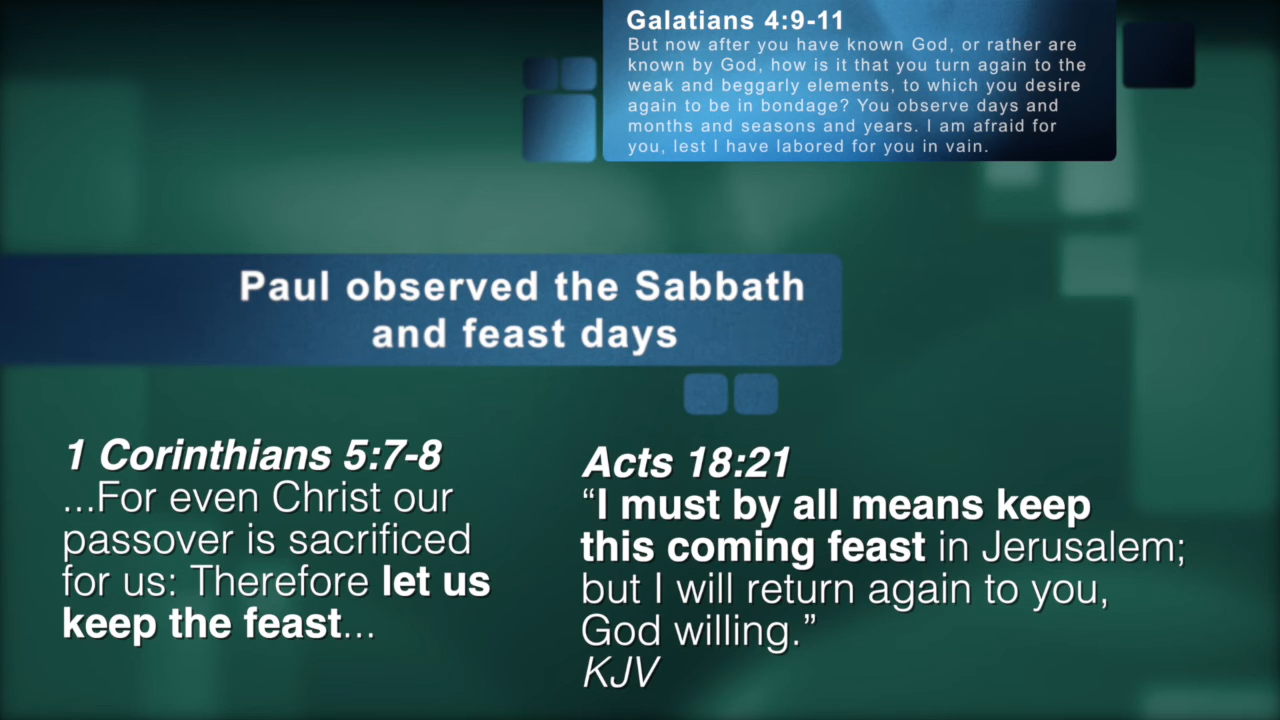 Galatians 4:9-11
But now after you have known God, or rather are
known by God, how is it that you turn again to the
weak and beggarly elements, to which you desire
again to be in bondage? You observe days and
months and seasons and years. I am afraid for
you, lest I have labored for you in vain.
Paul observed the Sabbath
and feast days
1 Corinthians 5:7-8
...For even Christ our
passover is sacrificed
for us: Therefore let us
keep the feast...
Acts 18:21
“I must by all means keep
this coming feast in Jerusalem;
but I will return again to you,
God willing.”
KJV